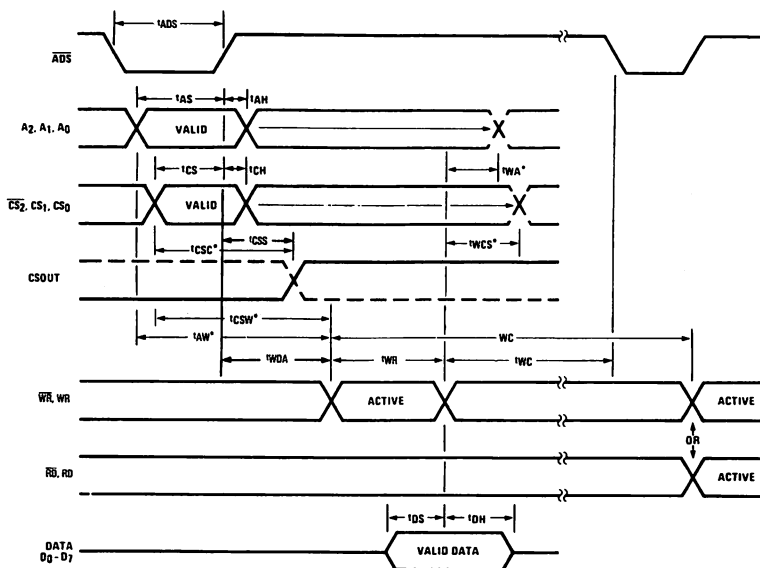 tADS
ADS
tAS tAH
A2, A1, A0 VALID
tCS tCH tWA*
CS2, CS1, CS0 VALID
tCSS tWCS*
tCSC*
CSOUT
tCSW*
tAW* WC
tWDA tWR tWC
WR, WR ACTIVE ACTIVE
OR
RD, RD ACTIVE
tDS tDH
DATA
D0 - D7 VALID DATA